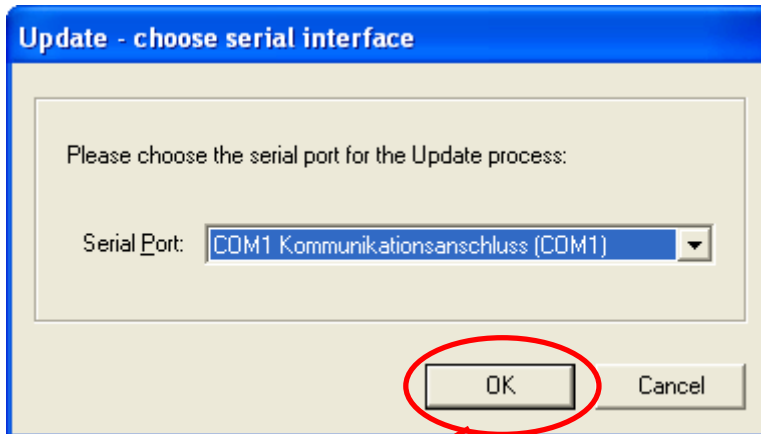 Update - choose serial interface
Please choose the serial port for the Update process:
Serial Port: COM1 Kommunikationsanschluss (COM1)
OK Cancel